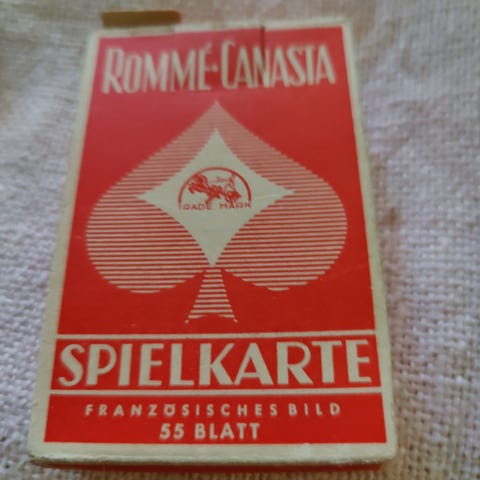 ROMMÉ-CANASTA
TRADE MARK
SPIELKARTE
FRANZÖSISCHES BILD
55 BLATT